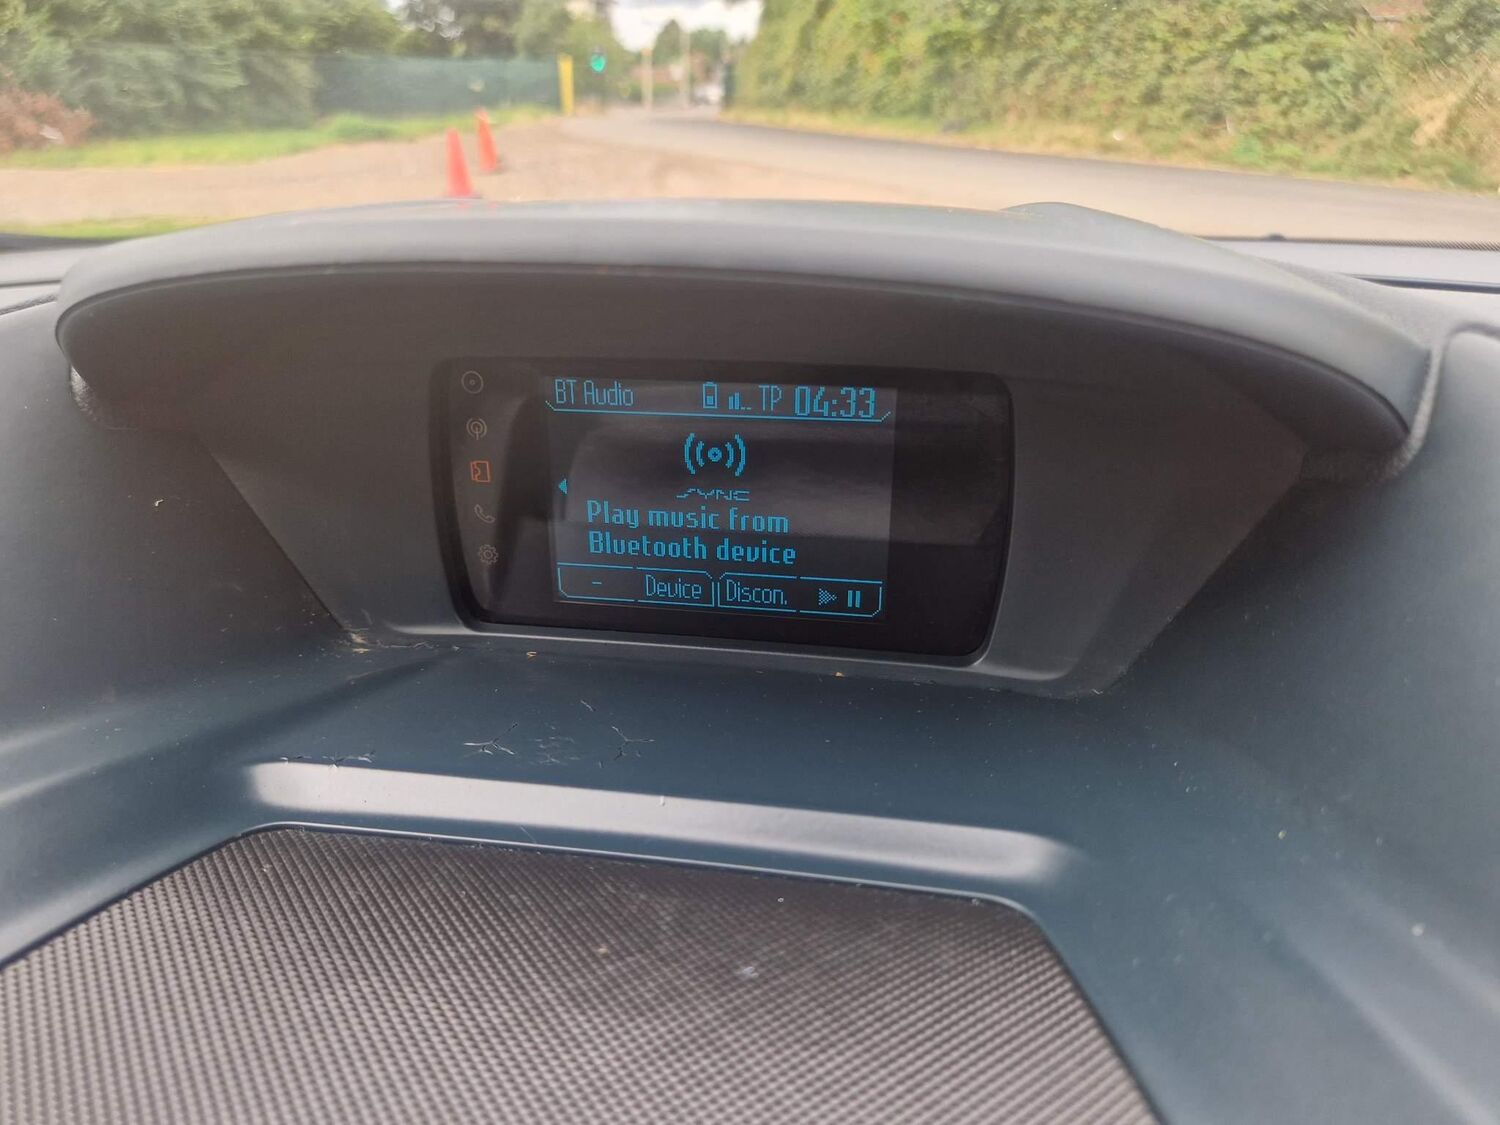 BT Audio TP 04:33
SYNC
Play music from
Bluetooth device
- Device Discon.